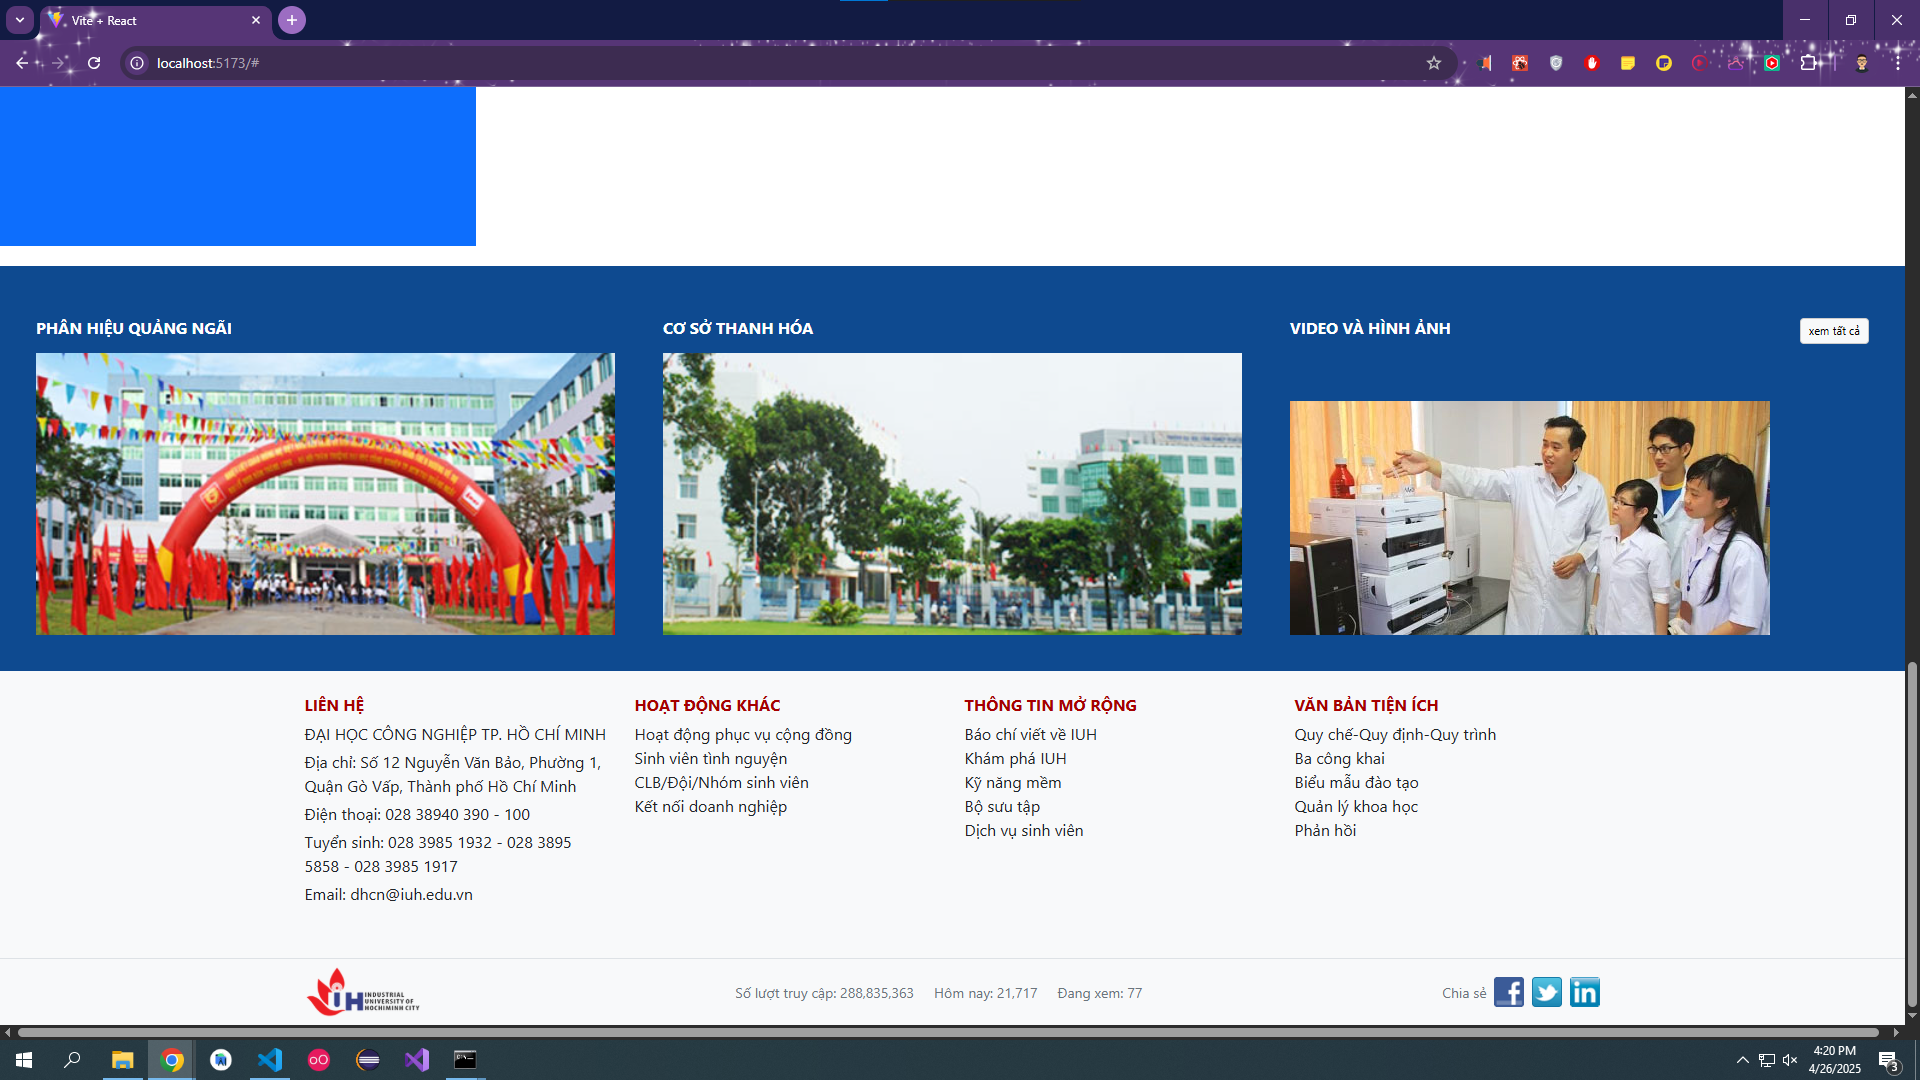 Vite + React
localhost:5173/#
PHÂN HIỆU QUẢNG NGÃI
CƠ SỞ THANH HÓA
VIDEO VÀ HÌNH ẢNH
xem tất cả
LIÊN HỆ
ĐẠI HỌC CÔNG NGHIỆP TP. HỒ CHÍ MINH
Địa chỉ: Số 12 Nguyễn Văn Bảo, Phường 1,
Quận Gò Vấp, Thành phố Hồ Chí Minh
Điện thoại: 028 38940 390 - 100
Tuyển sinh: 028 3985 1932 - 028 3895
5858 - 028 3985 1917
Email: dhcn@iuh.edu.vn
HOẠT ĐỘNG KHÁC
Hoạt động phục vụ cộng đồng
Sinh viên tình nguyện
CLB/Đội/Nhóm sinh viên
Kết nối doanh nghiệp
THÔNG TIN MỞ RỘNG
Báo chí viết về IUH
Khám phá IUH
Kỹ năng mềm
Bộ sưu tập
Dịch vụ sinh viên
VĂN BẢN TIỆN ÍCH
Quy chế-Quy định-Quy trình
Ba công khai
Biểu mẫu đào tạo
Quản lý khoa học
Phản hồi
IUH
INDUSTRIAL
UNIVERSITY OF
HOCHIMINH CITY
Số lượt truy cập: 288,835,363
Hôm nay: 21,717
Đang xem: 77
Chia sẻ
4:20 PM
4/26/2025
3